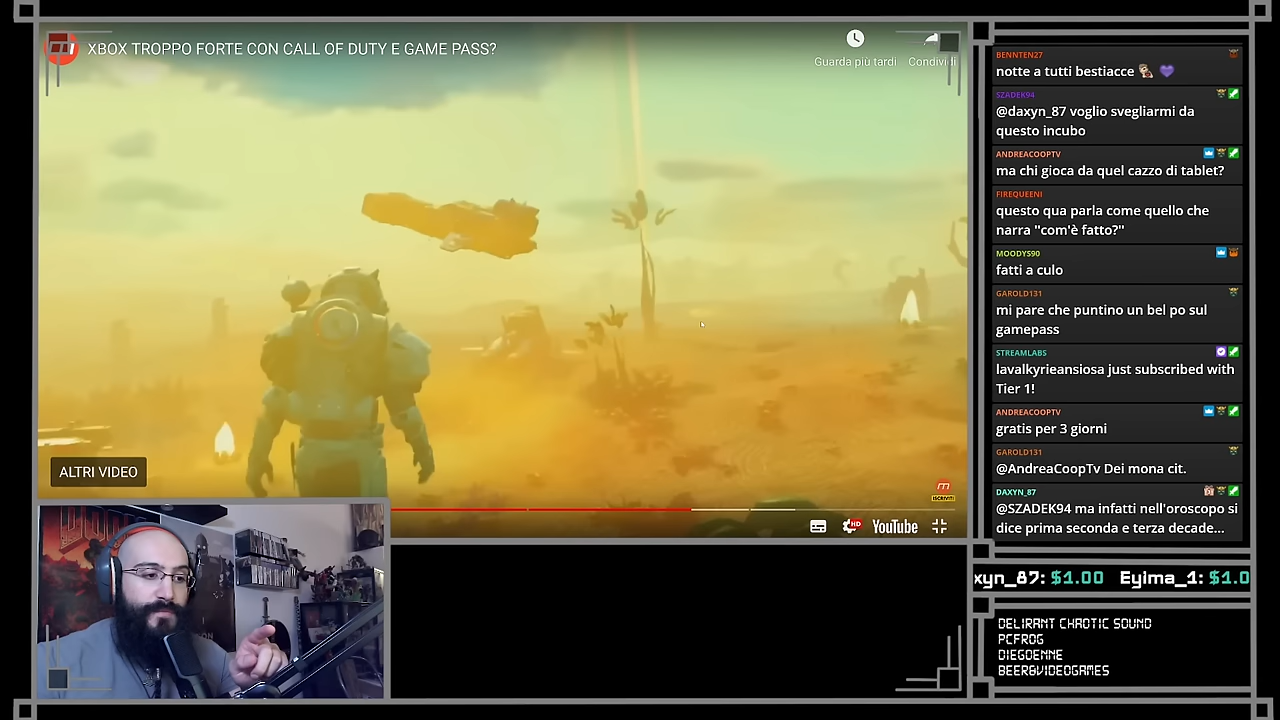 XBOX TROPPO FORTE CON CALL OF DUTY E GAME PASS?
Guarda più tardi
Condividi
ALTRI VIDEO
ISCRIVITI
HD
YouTube
BENNTEN27
notte a tutti bestiacce
SZADEK94
@daxyn_87 voglio svegliarmi da
questo incubo
ANDREACOOPTV
ma chi gioca da quel cazzo di tablet?
FIREQUEENI
questo qua parla come quello che
narra "com'è fatto?"
MOODYS90
fatti a culo
GAROLD131
mi pare che puntino un bel po sul
gamepass
STREAMLABS
lavalkyrieansiosa just subscribed with
Tier 1!
ANDREACOOPTV
gratis per 3 giorni
GAROLD131
@AndreaCoopTv Dei mona cit.
DAXYN_87
@SZADEK94 ma infatti nell'oroscopo si
dice prima seconda e terza decade...
xyn_87: $1.00 Eyima_1: $1.0
DELIRANT CHAOTIC SOUND
PCFROG
DIEGOENNE
BEER&VIDEOGAMES